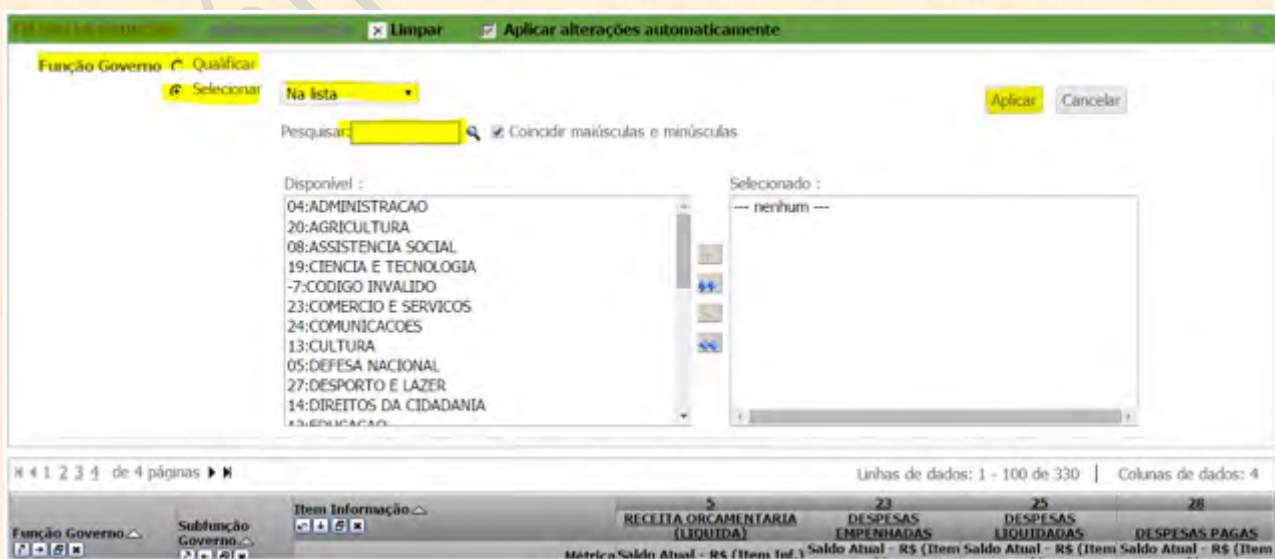 Limpar Aplicar alterações automaticamente
Função Governo Qualificar
Selecionar Na lista
Aplicar Cancelar
Pesquisar: Coincidir maiúsculas e minúsculas
Disponível : Selecionado :
04:ADMINISTRACAO --- nenhum ---
20:AGRICULTURA
08:ASSISTENCIA SOCIAL
19:CIENCIA E TECNOLOGIA
-7:CODIGO INVALIDO
23:COMERCIO E SERVICOS
24:COMUNICACOES
13:CULTURA
05:DEFESA NACIONAL
27:DESPORTO E LAZER
14:DIREITOS DA CIDADANIA
12:EDUCACAO
1 2 3 4 de 4 páginas Linhas de dados: 1 - 100 de 330 | Colunas de dados: 4
Função Governo Subfunção Governo Item Informação 5 RECEITA ORCAMENTARIA (LIQUIDA) 23 DESPESAS EMPENHADAS 25 DESPESAS LIQUIDADAS 28 DESPESAS PAGAS
Métrica Saldo Atual - R$ (Item Inf.) Saldo Atual - R$ (Item Saldo Atual - R$ (Item Saldo Atual - R$ (Item